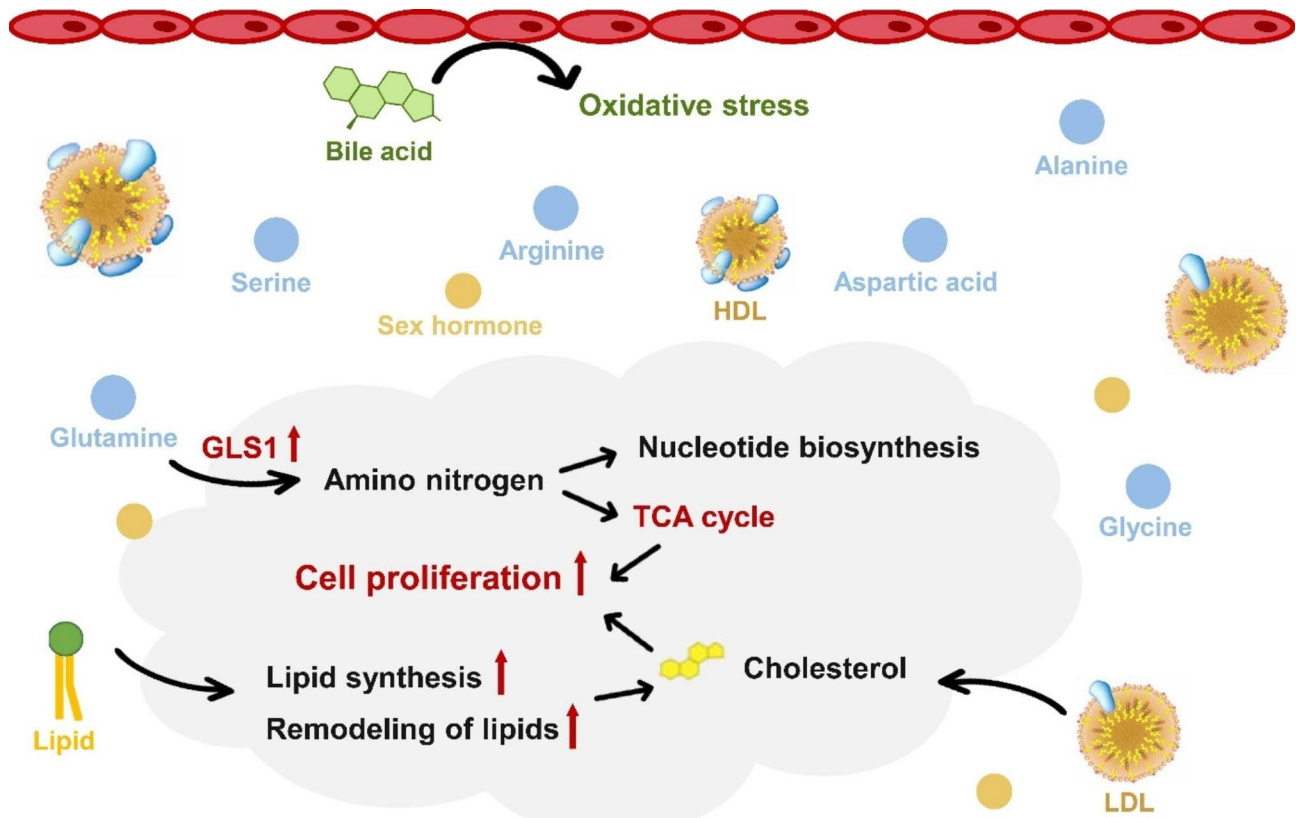 Bile acid
Oxidative stress
Alanine
Serine
Arginine
HDL
Aspartic acid
Sex hormone
Glutamine
GLS1
Amino nitrogen
Nucleotide biosynthesis
TCA cycle
Glycine
Cell proliferation
Lipid synthesis
Remodeling of lipids
Cholesterol
Lipid
LDL